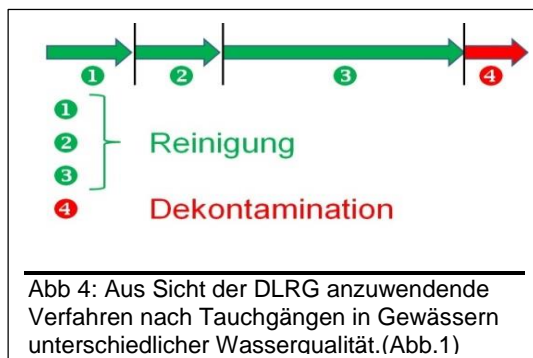 ❶ ❷ ❸ ❹
❶
❷ Reinigung
❸
❹ Dekontamination
Abb 4: Aus Sicht der DLRG anzuwendende
Verfahren nach Tauchgängen in Gewässern
unterschiedlicher Wasserqualität.(Abb.1)